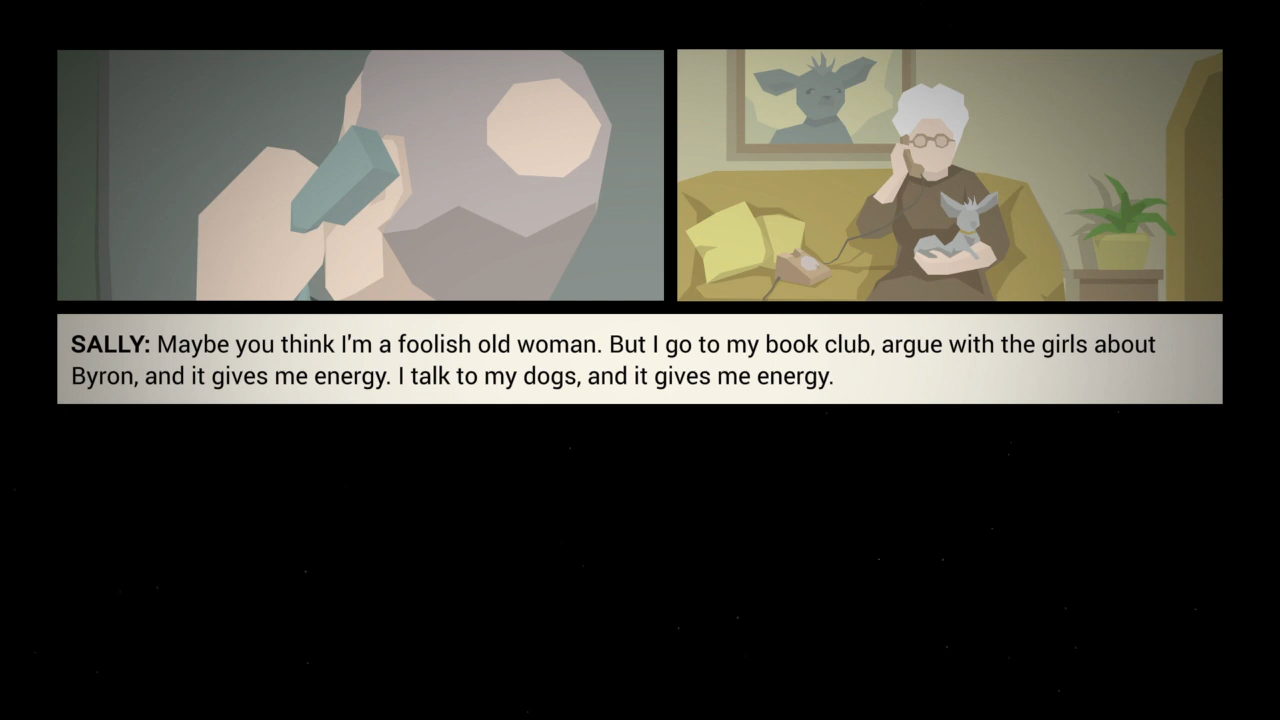 SALLY: Maybe you think I'm a foolish old woman. But I go to my book club, argue with the girls about
Byron, and it gives me energy. I talk to my dogs, and it gives me energy.